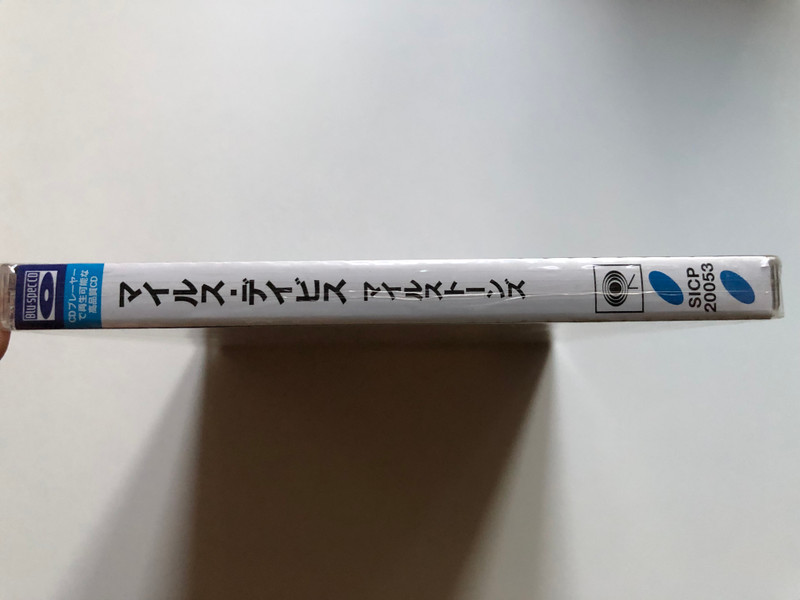 BLU-SPEC CD
CDプレーヤー
で再生可能な
高品質CD
マイルス・デイビス マイルストーンズ
SICP
20053